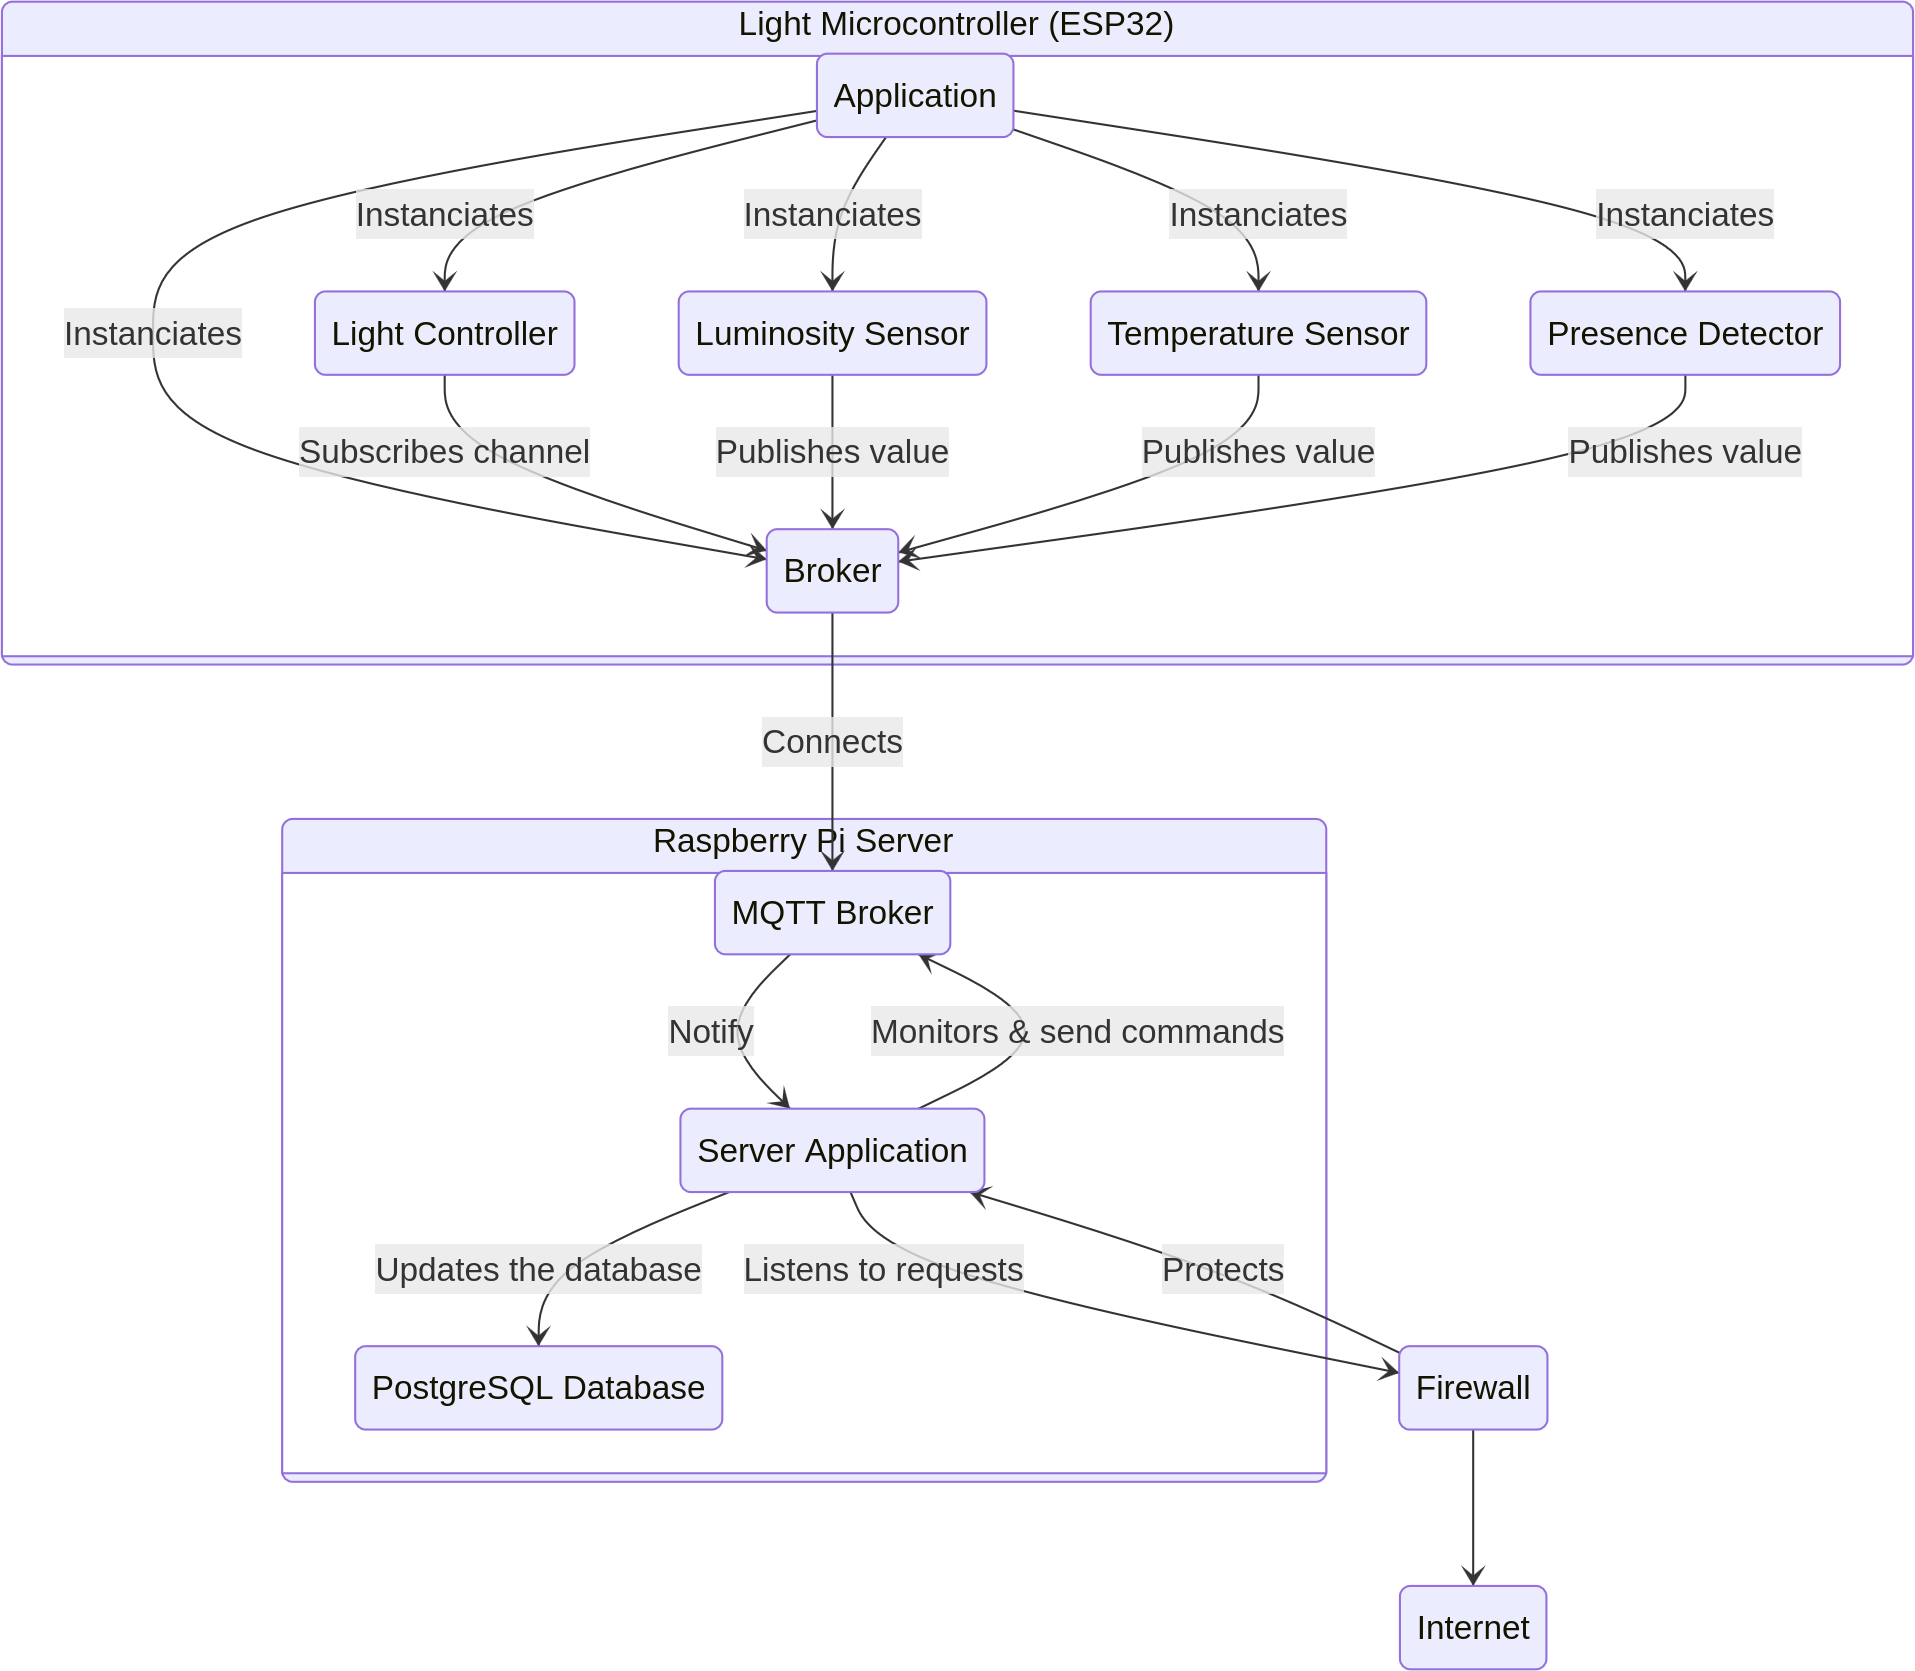 Light Microcontroller (ESP32)
Application
Instanciates
Instanciates
Instanciates
Instanciates
Instanciates
Light Controller
Luminosity Sensor
Temperature Sensor
Presence Detector
Subscribes channel
Publishes value
Publishes value
Publishes value
Broker
Connects
Raspberry Pi Server
MQTT Broker
Notify
Monitors & send commands
Server Application
Updates the database
Listens to requests
Protects
PostgreSQL Database
Firewall
Internet